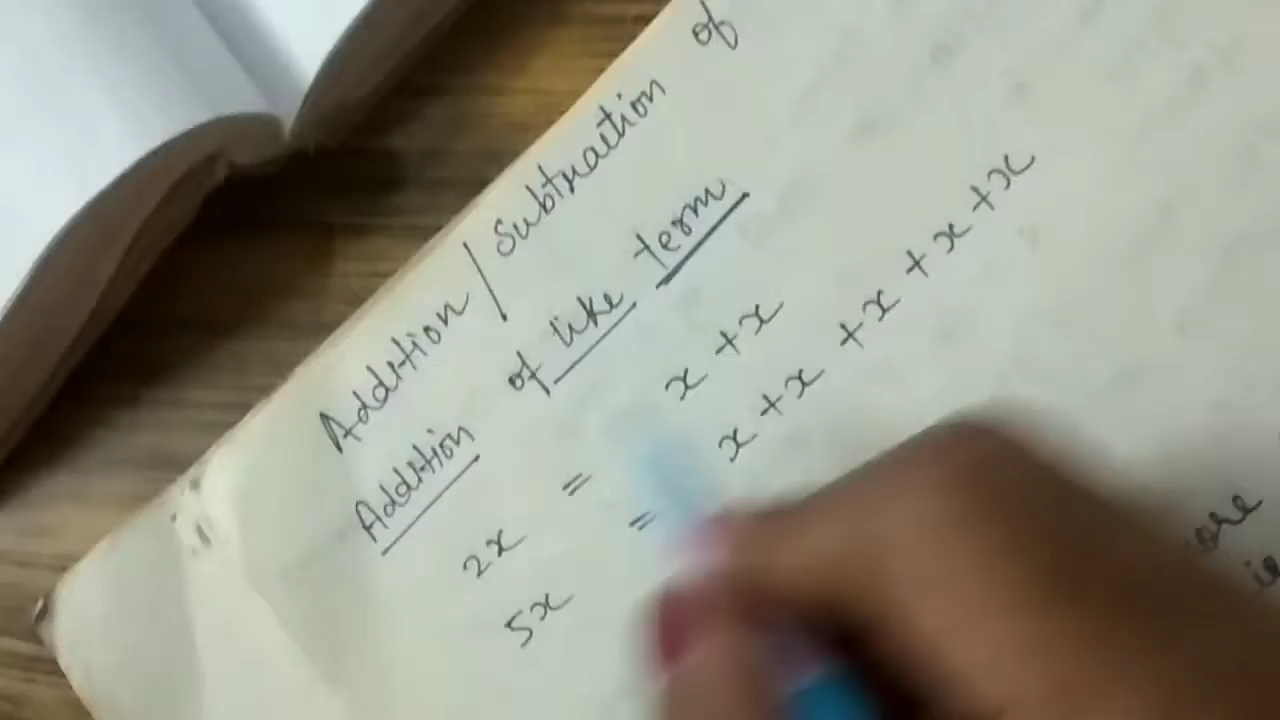 Addition / Subtraction of
Addition of like term
2x = x + x
5x = x + x + x + x + x